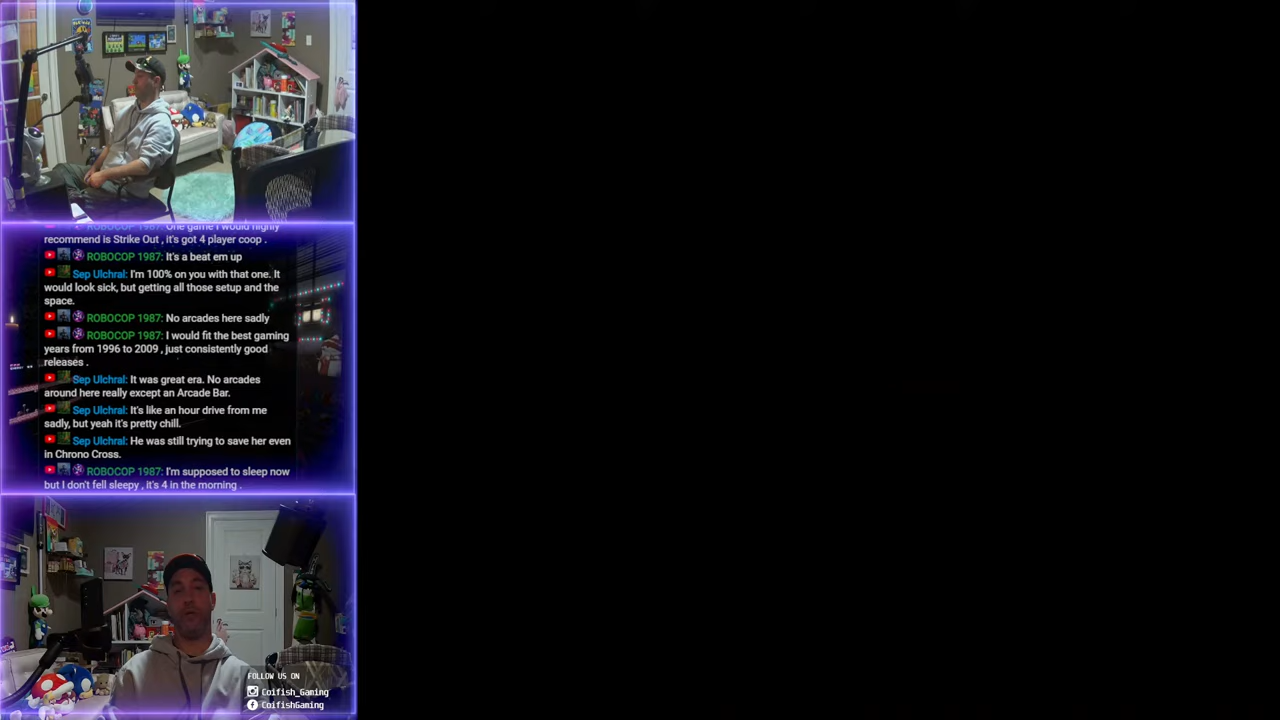 ROBOCOP 1987: One game I would highly
recommend is Strike Out , it's got 4 player coop .
ROBOCOP 1987: It's a beat em up
Sep Ulchral: I'm 100% on you with that one. It
would look sick, but getting all those setup and the
space.
ROBOCOP 1987: No arcades here sadly
ROBOCOP 1987: I would fit the best gaming
years from 1996 to 2009 , just consistently good
releases .
Sep Ulchral: It was great era. No arcades
around here really except an Arcade Bar.
Sep Ulchral: It's like an hour drive from me
sadly, but yeah it's pretty chill.
Sep Ulchral: He was still trying to save her even
in Chrono Cross.
ROBOCOP 1987: I'm supposed to sleep now
but I don't fell sleepy , it's 4 in the morning .
FOLLOW US ON
Coifish_Gaming
CoifishGaming